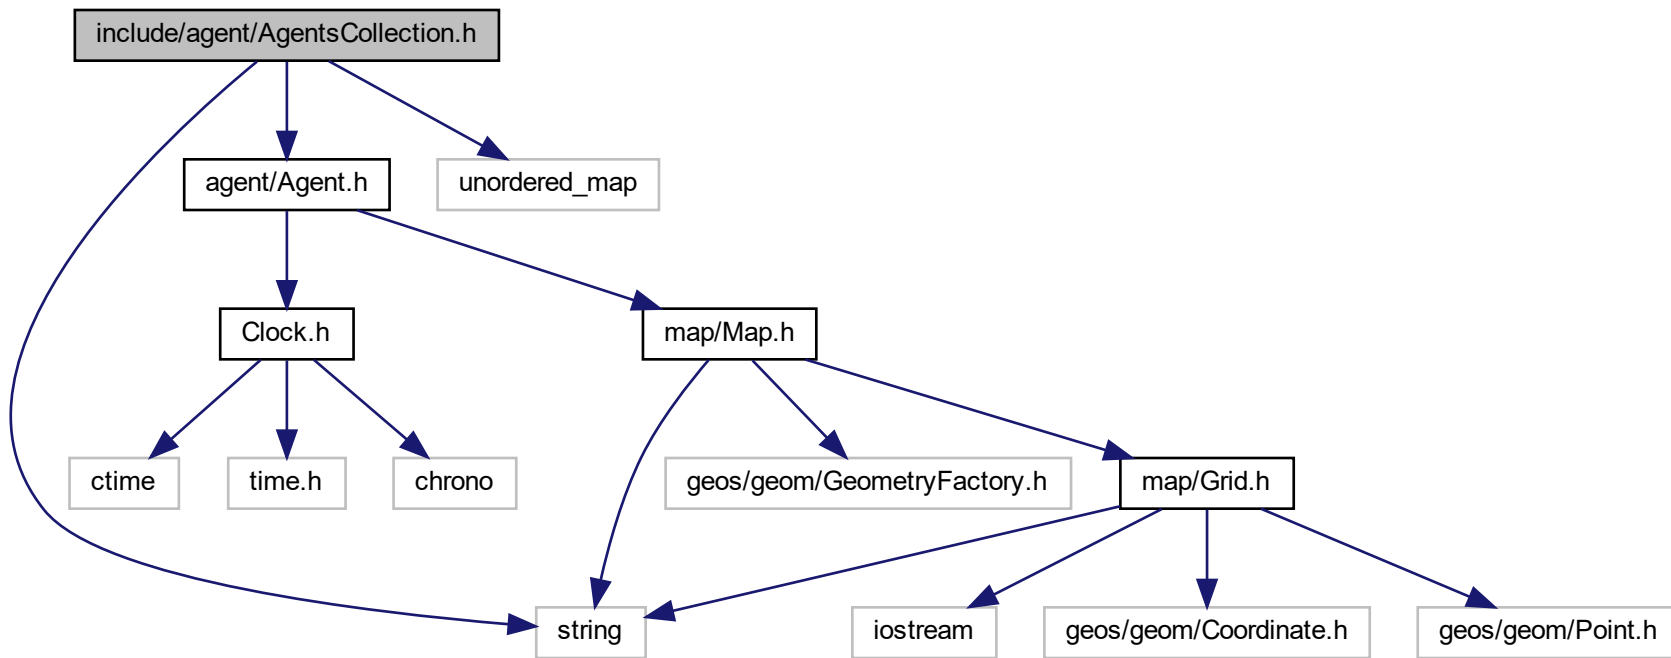 include/agent/AgentsCollection.h
agent/Agent.h
unordered_map
Clock.h
map/Map.h
ctime
time.h
chrono
geos/geom/GeometryFactory.h
map/Grid.h
string
iostream
geos/geom/Coordinate.h
geos/geom/Point.h